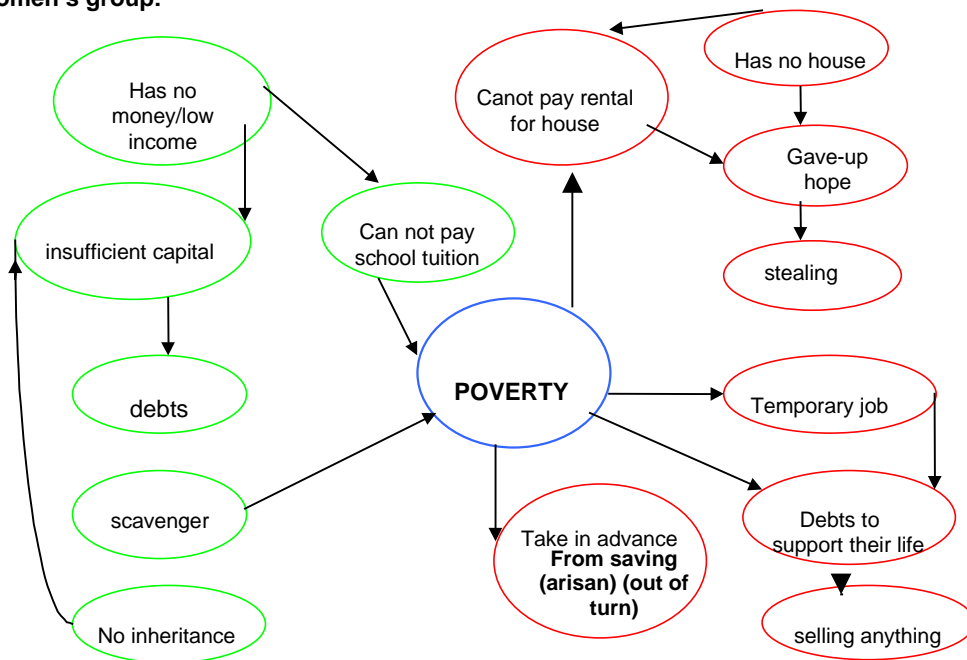 omen's group:
Has no
money/low
income
insufficient capital
Can not pay
school tuition
debts
scavenger
No inheritance
POVERTY
Canot pay rental
for house
Has no house
Gave-up
hope
stealing
Temporary job
Debts to
support their life
selling anything
Take in advance
From saving
(arisan) (out of
turn)